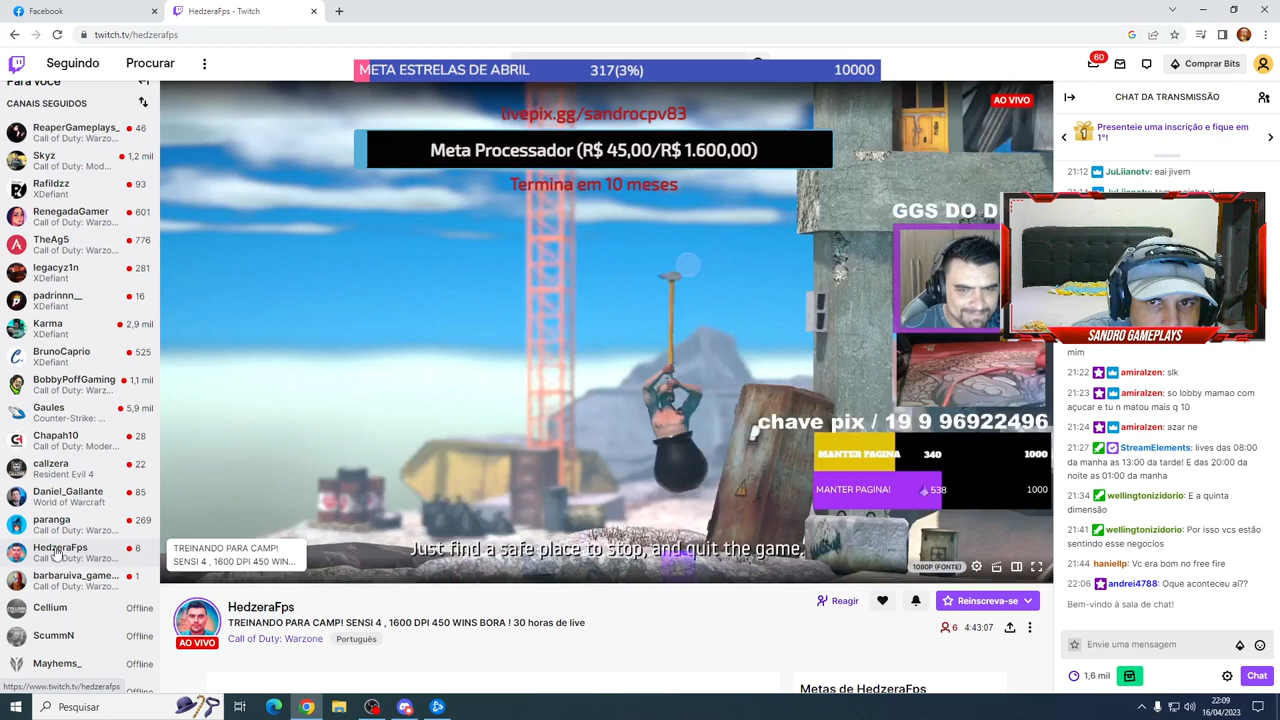 Facebook
HedzeraFps - Twitch
twitch.tv/hedzerafps
Seguindo
Procurar
60
Comprar Bits
META ESTRELAS DE ABRIL 317(3%) 10000
Para você
CANAIS SEGUIDOS
ReaperGameplays_ 46
Call of Duty: Warzo...
Skyz 1,2 mil
Call of Duty: Mod...
Rafildzz 93
XDefiant
RenegadaGamer 601
Call of Duty: Warzo...
TheAg5 776
Call of Duty: Warzo...
legacyz1n 281
XDefiant
padrinnn__ 16
XDefiant
Karma 2,9 mil
XDefiant
BrunoCaprio 525
XDefiant
BobbyPoffGaming 1,1 mil
Call of Duty: Warzo...
Gaules 5,9 mil
Counter-Strike: ...
Chapah10 28
Call of Duty: Moder...
callzera 22
Resident Evil 4
Daniel_Gallante 85
World of Warcraft
paranga 269
Call of Duty: Warzo...
HedzeraFps 6
Call of Duty: Warzo...
barbaruiva_game... 1
Call of Duty: Warzo...
Cellium Offline
ScummN Offline
Mayhems_ Offline
Offline
https://www.twitch.tv/hedzerafps
livepix.gg/sandrocpv83
Meta Processador (R$ 45,00/R$ 1.600,00)
Termina em 10 meses
AO VIVO
GGS DO D
SANDRO GAMEPLAYS
chave pix / 19 9 96922496
MANTER PAGINA 340 1000
MANTER PAGINA! 538 1000
Just find a safe place to stop, and quit the game,
TREINANDO PARA CAMP!
SENSI 4 , 1600 DPI 450 WIN...
1080P (FONTE)
HedzeraFps
TREINANDO PARA CAMP! SENSI 4 , 1600 DPI 450 WINS BORA ! 30 horas de live
Call of Duty: Warzone
Português
AO VIVO
Reagir
Reinscreva-se
6 4:43:07
Metas de HedzeraFps
CHAT DA TRANSMISSÃO
Presenteie uma inscrição e fique em
1°!
21:12 JuLiianotv: eai jivem
mim
21:22 amiralzen: slk
21:23 amiralzen: so lobby mamao com
açucar e tu n matou mais q 10
21:24 amiralzen: azar ne
21:27 StreamElements: lives das 08:00
da manha as 13:00 da tarde! E das 20:00 da
noite as 01:00 da manha
21:34 wellingtonizidorio: E a quinta
dimensão
21:41 wellingtonizidorio: Por isso vcs estão
sentindo esse negocios
21:44 haniellp: Vc era bom no free fire
22:06 andrei4788: Oque aconteceu ai??
Bem-vindo à sala de chat!
Envie uma mensagem
1,6 mil
Chat
Pesquisar
22:09
16/04/2023